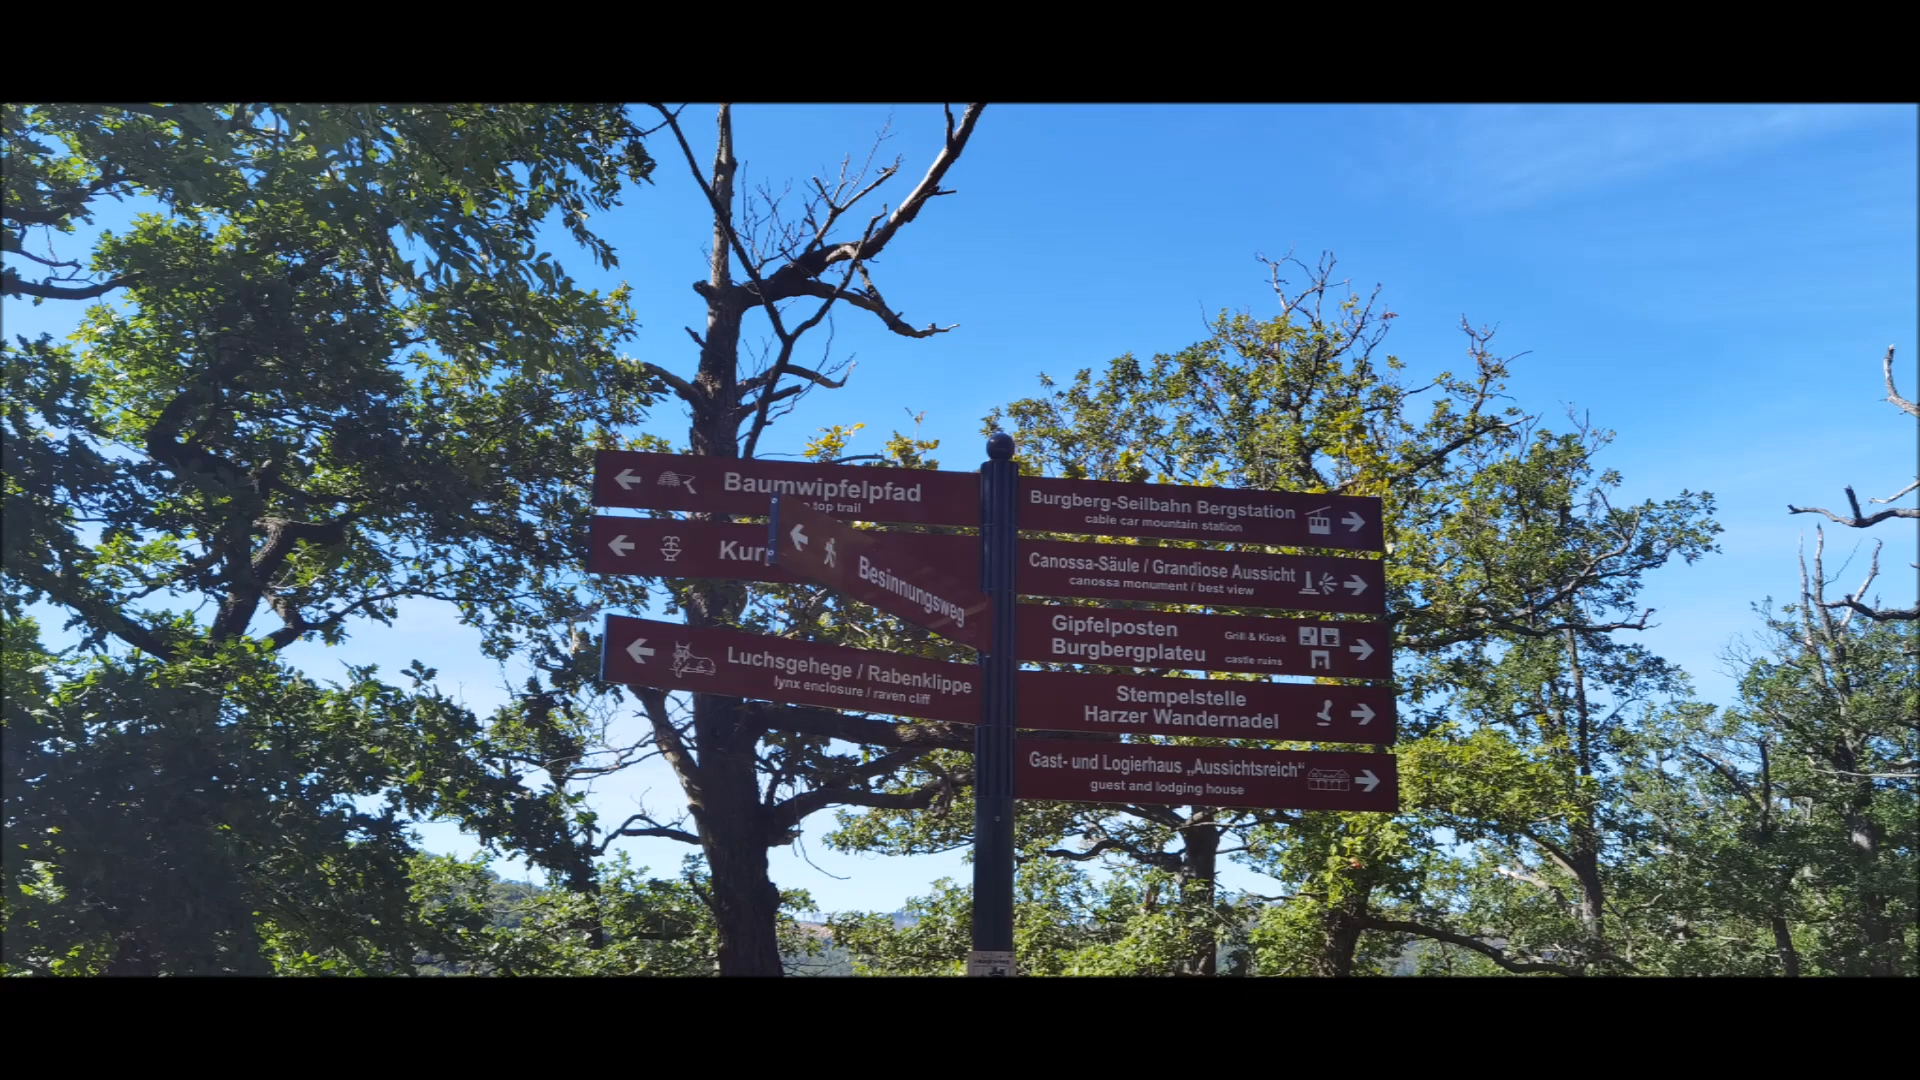 Baumwipfelpfad
top trail
Besinnungsweg
Luchsgehege / Rabenklippe
lynx enclosure / raven cliff
Burgberg-Seilbahn Bergstation
cable car mountain station
Canossa-Säule / Grandiose Aussicht
canossa monument / best view
Gipfelposten Grill & Kiosk
Burgbergplateu castle ruins
Stempelstelle
Harzer Wandernadel
Gast- und Logierhaus „Aussichtsreich“
guest and lodging house